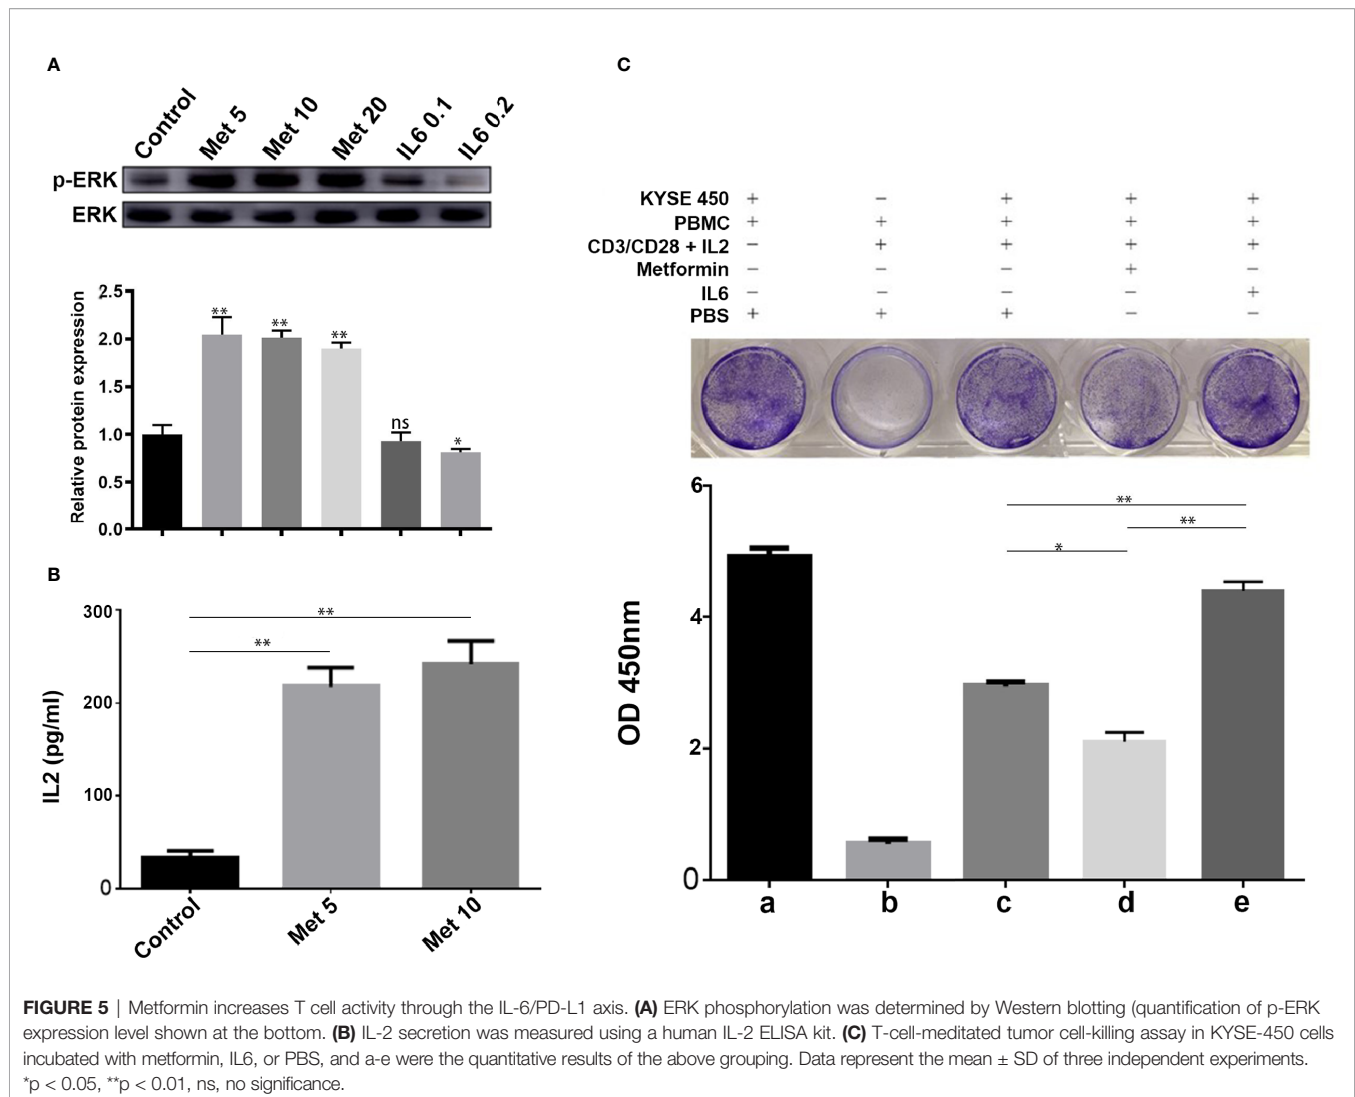 A
Control Met 5 Met 10 Met 20 IL6 0.1 IL6 0.2
p-ERK
ERK
Relative protein expression
2.5
2.0
1.5
1.0
0.5
0.0
** ** ** ns *
B
IL2 (pg/ml)
300
200
100
0
**
**
Control Met 5 Met 10
C
KYSE 450 + − + + +
PBMC + + + + +
CD3/CD28 + IL2 − + + + +
Metformin − − − + −
IL6 − − − − +
PBS + + + − −
OD 450nm
6
4
2
0
**
**
*
a b c d e
FIGURE 5 | Metformin increases T cell activity through the IL-6/PD-L1 axis. (A) ERK phosphorylation was determined by Western blotting (quantification of p-ERK
expression level shown at the bottom. (B) IL-2 secretion was measured using a human IL-2 ELISA kit. (C) T-cell-meditated tumor cell-killing assay in KYSE-450 cells
incubated with metformin, IL6, or PBS, and a-e were the quantitative results of the above grouping. Data represent the mean ± SD of three independent experiments.
*p < 0.05, **p < 0.01, ns, no significance.